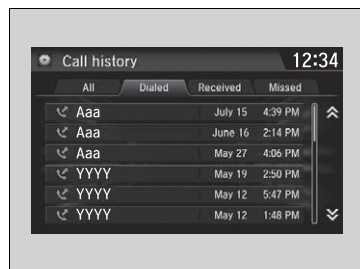 Call history 12:34
All Dialed Received Missed
Aaa July 15 4:39 PM
Aaa June 16 2:14 PM
Aaa May 27 4:06 PM
YYYY May 19 2:50 PM
YYYY May 12 5:47 PM
YYYY May 12 1:48 PM